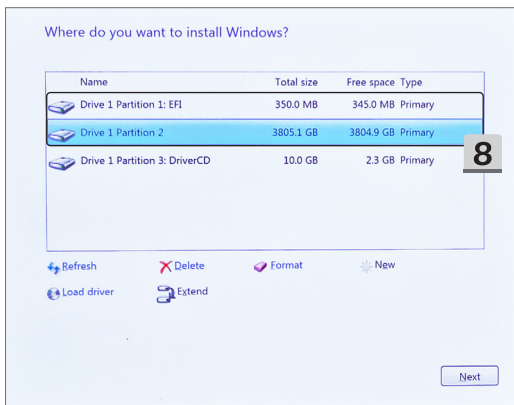 Where do you want to install Windows?
Name Total size Free space Type
Drive 1 Partition 1: EFI 350.0 MB 345.0 MB Primary
Drive 1 Partition 2 3805.1 GB 3804.9 GB Primary
Drive 1 Partition 3: DriverCD 10.0 GB 2.3 GB Primary
8
Refresh Delete Format New
Load driver Extend
Next